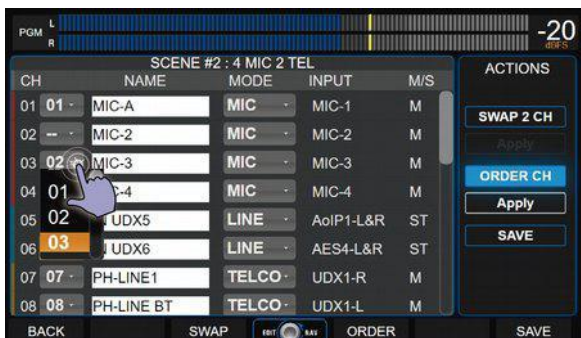 PGM L R -20 dBFS
SCENE #2 : 4 MIC 2 TEL
CH NAME MODE INPUT M/S
01 01 MIC-A MIC MIC-1 M
02 -- MIC-2 MIC MIC-2 M
03 02 MIC-3 MIC MIC-3 M
04 01 C-4 MIC MIC-4 M
05 02 UDX5 LINE AoIP1-L&R ST
06 03 UDX6 LINE AES4-L&R ST
07 07 PH-LINE1 TELCO UDX1-R M
08 08 PH-LINE BT TELCO UDX1-L M
ACTIONS
SWAP 2 CH
Apply
ORDER CH
Apply
SAVE
BACK SWAP EDIT NAV ORDER SAVE